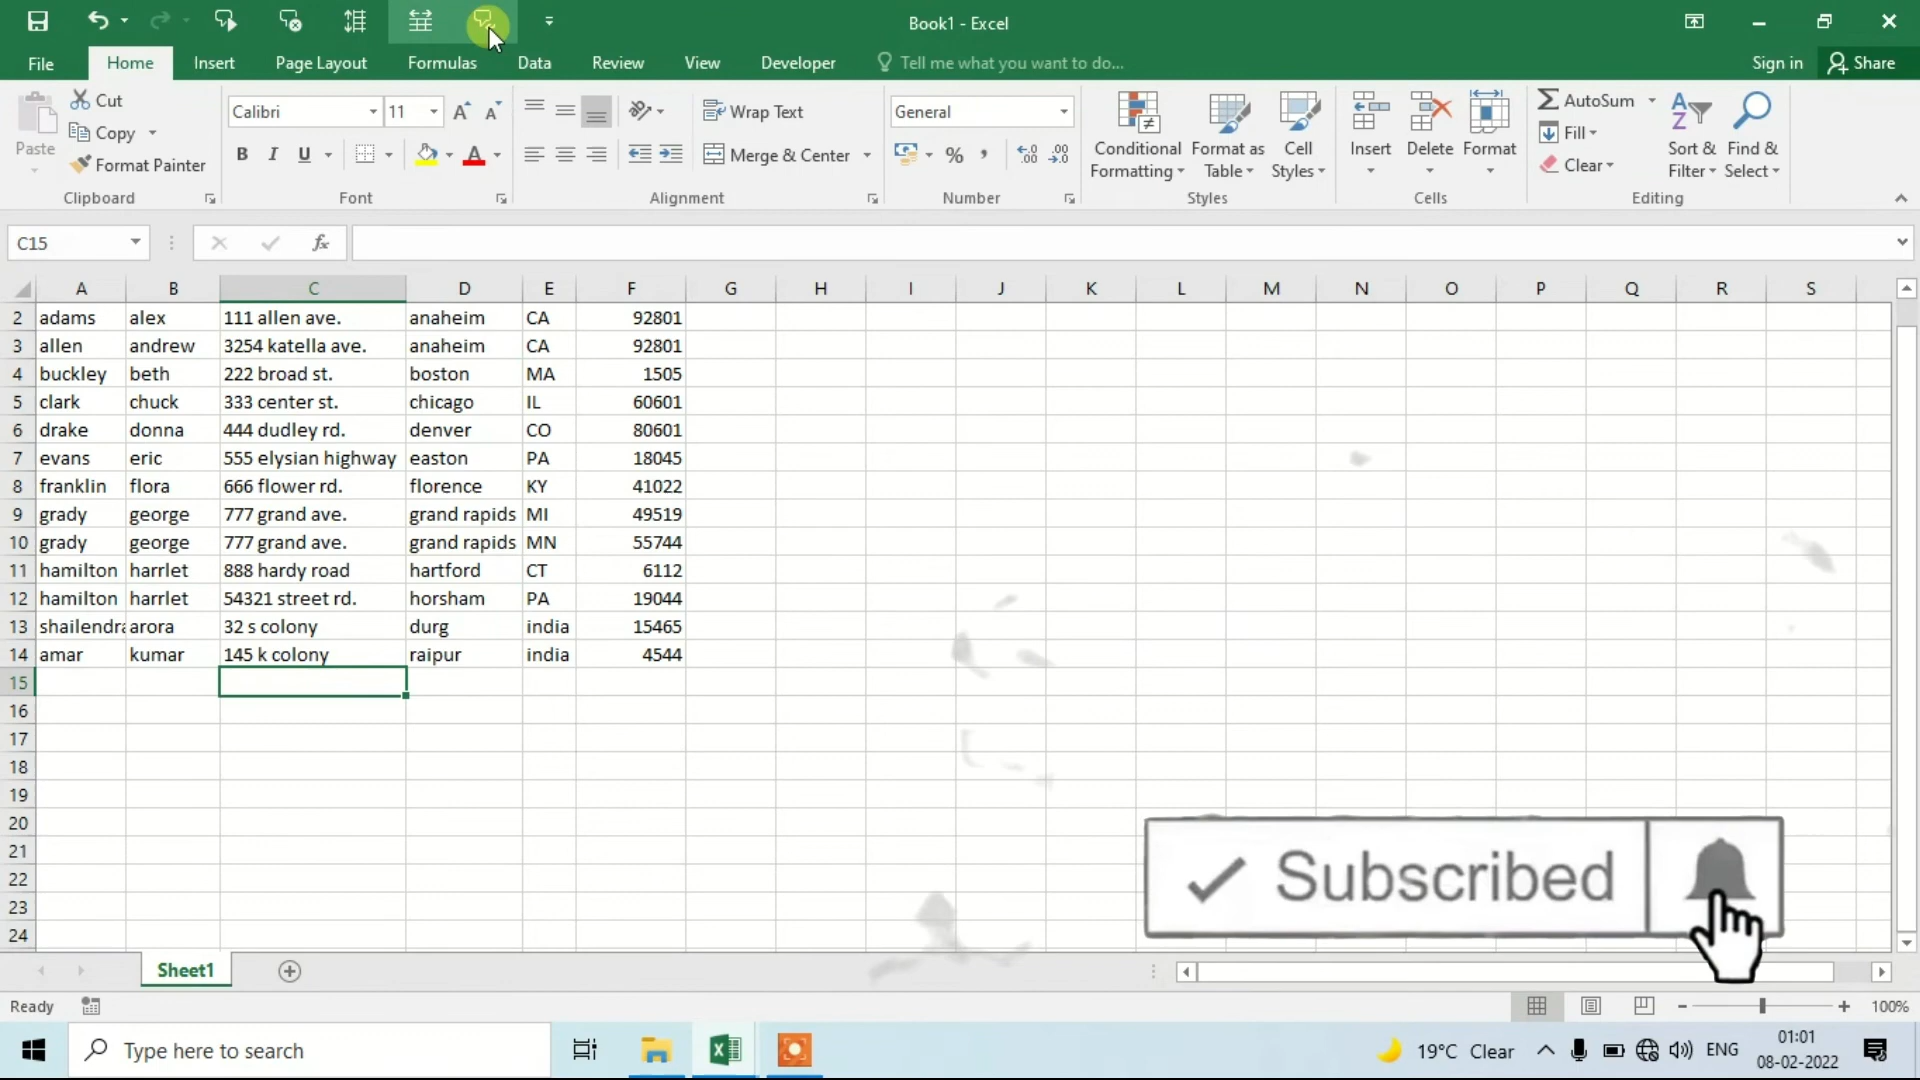 Book1 - Excel
File Home Insert Page Layout Formulas Data Review View Developer Tell me what you want to do... Sign in Share
Paste Cut Copy Format Painter Clipboard
Calibri 11 B I U A Font
Wrap Text Merge & Center Alignment
General % , Number
Conditional Formatting Format as Table Cell Styles Styles
Insert Delete Format Cells
AutoSum Fill Clear Sort & Filter Find & Select Editing
C15 fx
A B C D E F G H I J K L M N O P Q R S
2 adams alex 111 allen ave. anaheim CA 92801
3 allen andrew 3254 katella ave. anaheim CA 92801
4 buckley beth 222 broad st. boston MA 1505
5 clark chuck 333 center st. chicago IL 60601
6 drake donna 444 dudley rd. denver CO 80601
7 evans eric 555 elysian highway easton PA 18045
8 franklin flora 666 flower rd. florence KY 41022
9 grady george 777 grand ave. grand rapids MI 49519
10 grady george 777 grand ave. grand rapids MN 55744
11 hamilton harrlet 888 hardy road hartford CT 6112
12 hamilton harrlet 54321 street rd. horsham PA 19044
13 shailendra arora 32 s colony durg india 15465
14 amar kumar 145 k colony raipur india 4544
15
16
17
18
19
20
21
22
23
24
Subscribed
Sheet1
Ready 100%
Type here to search 19°C Clear ENG 01:01
08-02-2022